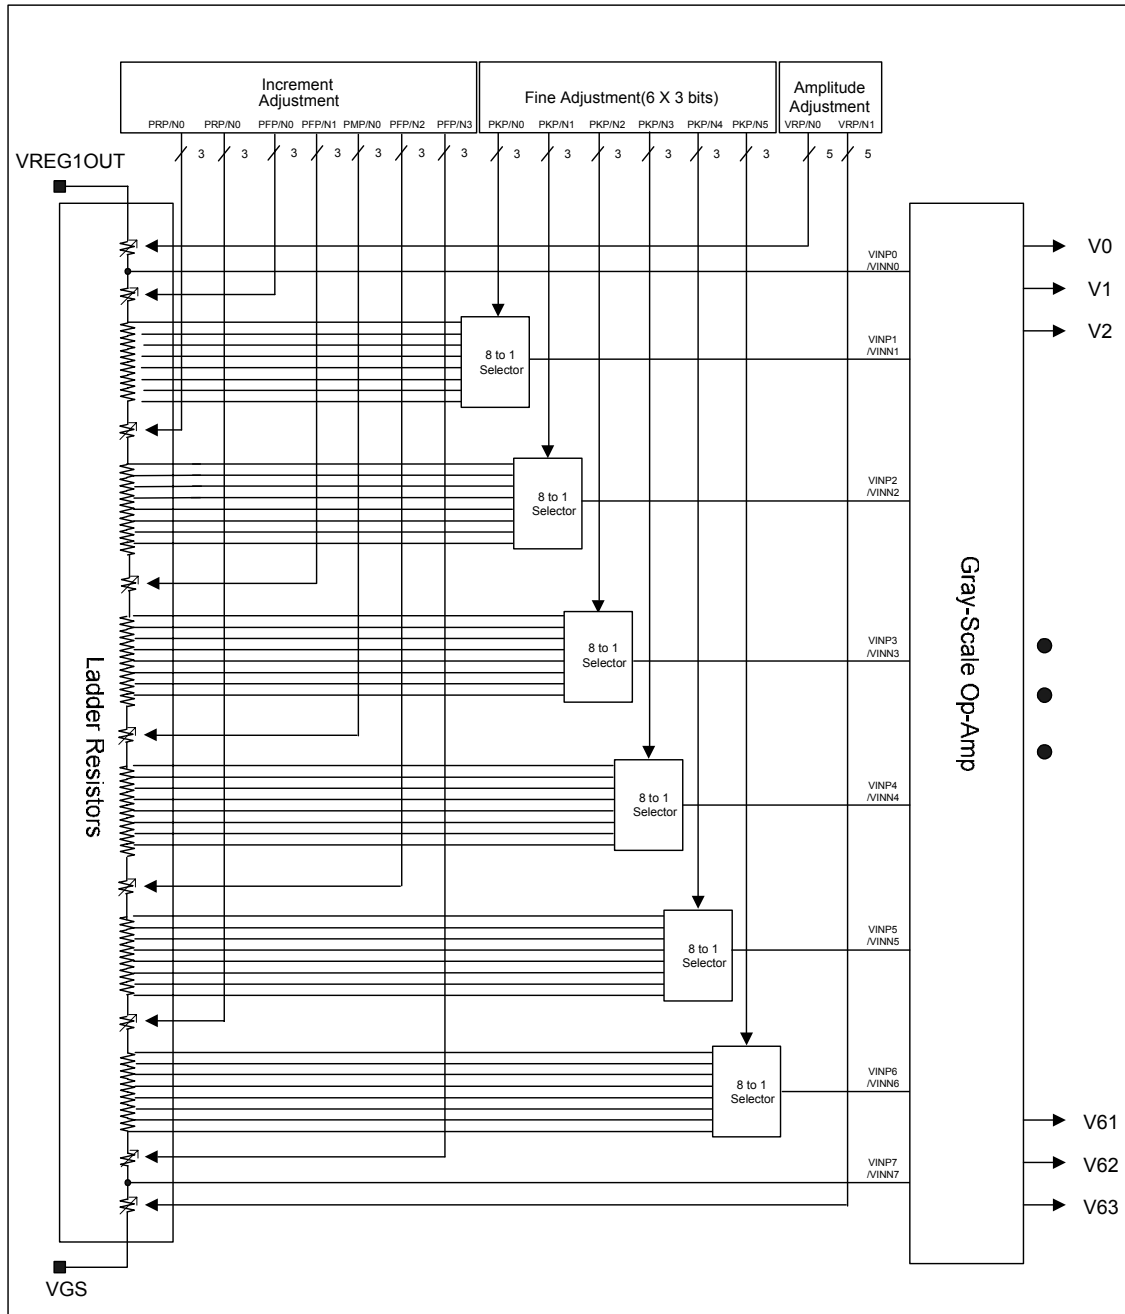 Increment
Adjustment
PRP/N0 PRP/N0 PFP/N0 PFP/N1 PMP/N0 PFP/N2 PFP/N3
Fine Adjustment(6 X 3 bits)
PKP/N0 PKP/N1 PKP/N2 PKP/N3 PKP/N4 PKP/N5
Amplitude
Adjustment
VRP/N0 VRP/N1
3 3 3 3 3 3 3 3 3 3 3 3 3 5 5
VREG1OUT
VINP0
/VINN0
V0
V1
V2
8 to 1
Selector
VINP1
/VINN1
8 to 1
Selector
VINP2
/VINN2
8 to 1
Selector
VINP3
/VINN3
Ladder Resistors
Gray-Scale Op-Amp
8 to 1
Selector
VINP4
/VINN4
8 to 1
Selector
VINP5
/VINN5
8 to 1
Selector
VINP6
/VINN6
V61
VINP7
/VINN7
V62
V63
VGS